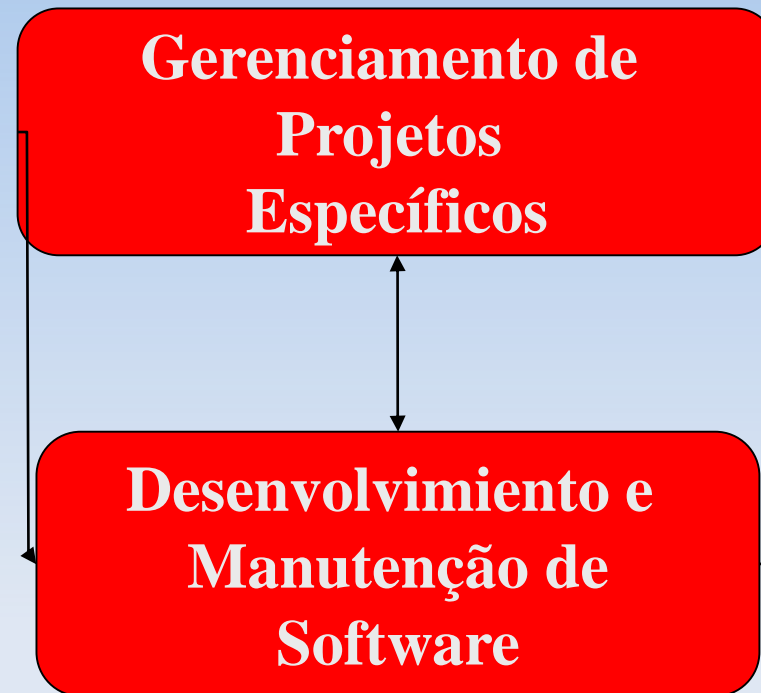 Gerenciamento de
Projetos
Específicos
Desenvolvimiento e
Manutenção de
Software